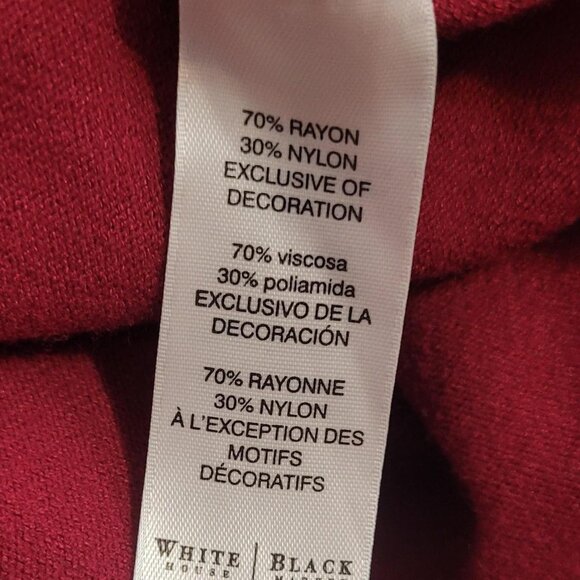 70% RAYON
30% NYLON
EXCLUSIVE OF
DECORATION
70% viscosa
30% poliamida
EXCLUSIVO DE LA
DECORACIÓN
70% RAYONNE
30% NYLON
À L'EXCEPTION DES
MOTIFS
DÉCORATIFS
WHITE | BLACK
HOUSE